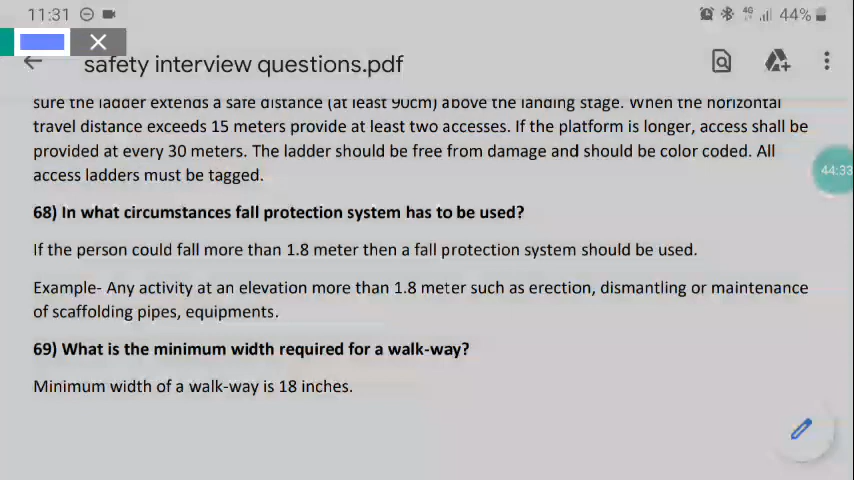 11:31
4G
44%
safety interview questions.pdf
sure the ladder extends a safe distance (at least 90cm) above the landing stage. When the horizontal
travel distance exceeds 15 meters provide at least two accesses. If the platform is longer, access shall be
provided at every 30 meters. The ladder should be free from damage and should be color coded. All
access ladders must be tagged.
44:33
68) In what circumstances fall protection system has to be used?
If the person could fall more than 1.8 meter then a fall protection system should be used.
Example- Any activity at an elevation more than 1.8 meter such as erection, dismantling or maintenance
of scaffolding pipes, equipments.
69) What is the minimum width required for a walk-way?
Minimum width of a walk-way is 18 inches.